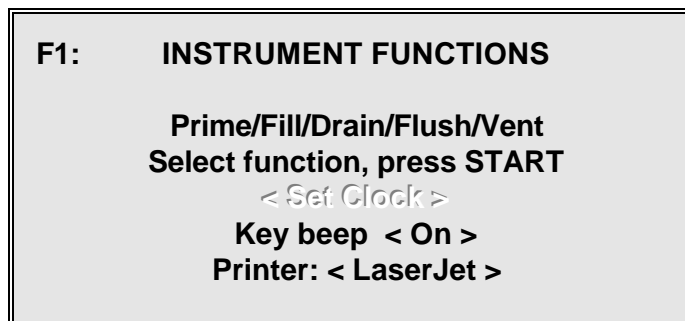 F1: INSTRUMENT FUNCTIONS
Prime/Fill/Drain/Flush/Vent
Select function, press START
< Set Clock >
Key beep < On >
Printer: < LaserJet >